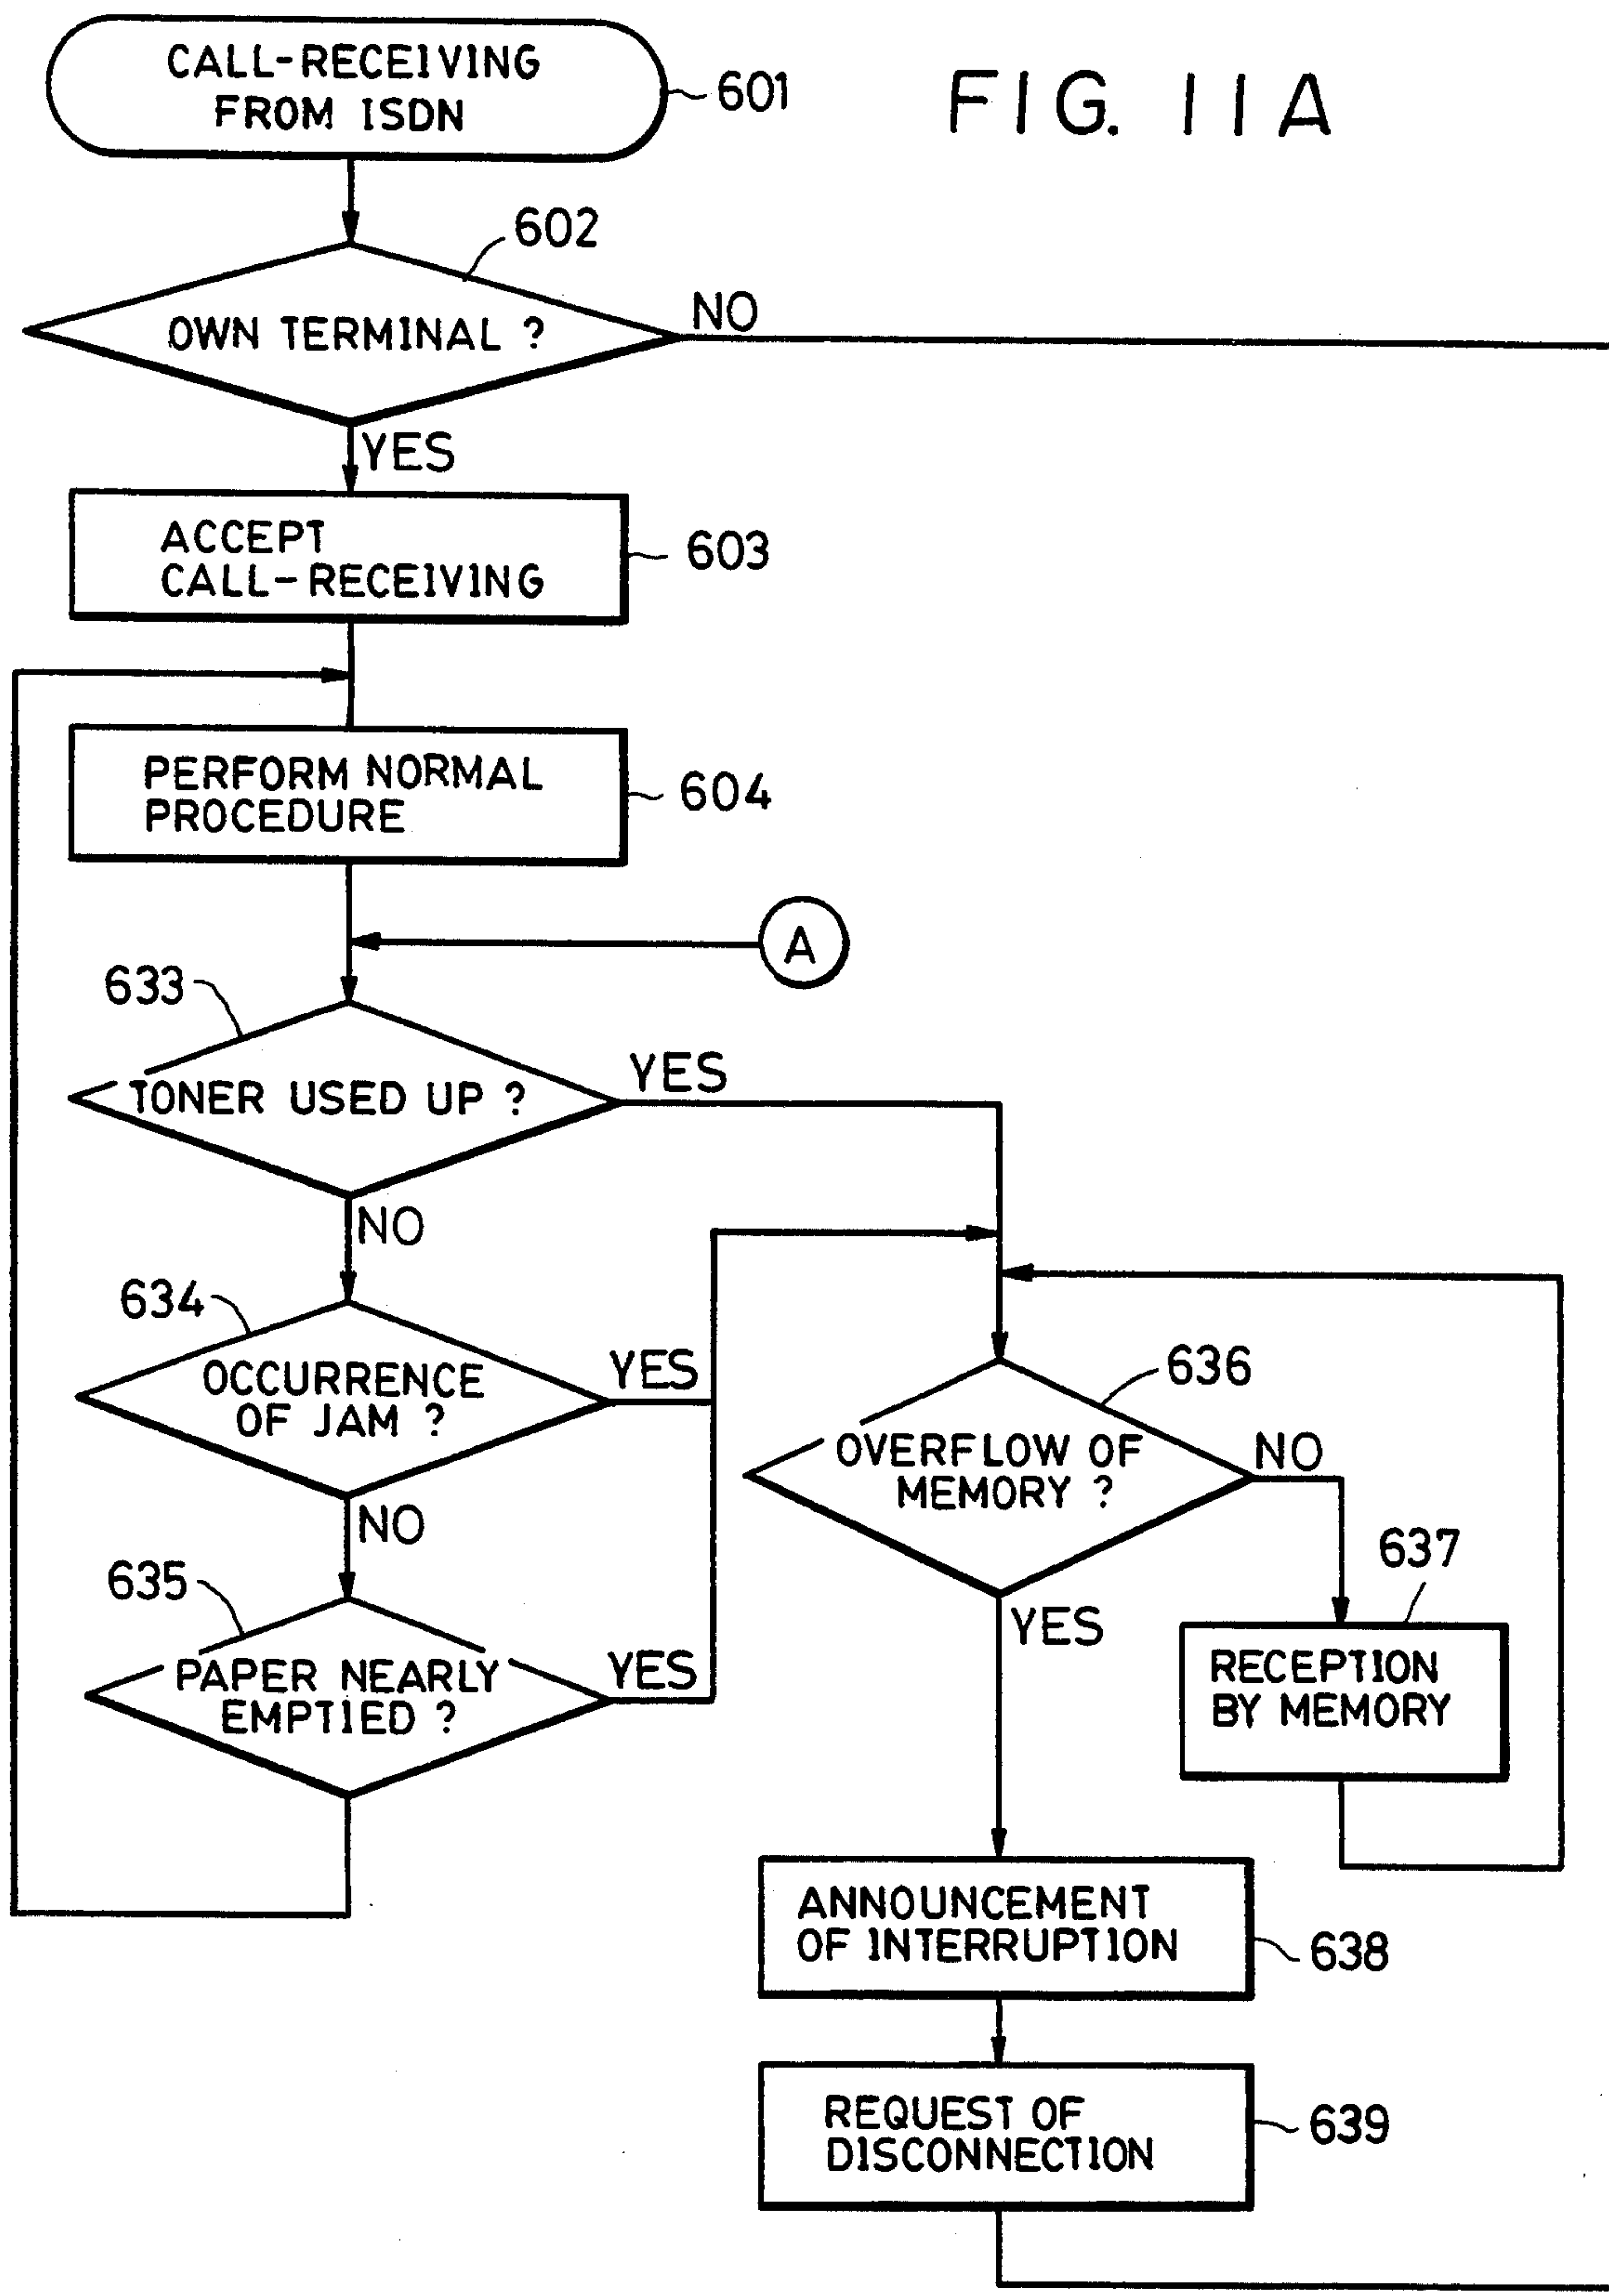 CALL-RECEIVING
FROM ISDN
601
FIG. 11A
602
OWN TERMINAL ?
NO
YES
ACCEPT
CALL-RECEIVING
603
PERFORM NORMAL
PROCEDURE
604
A
633
TONER USED UP ?
YES
NO
634
OCCURRENCE
OF JAM ?
YES
NO
636
OVERFLOW OF
MEMORY ?
NO
YES
635
PAPER NEARLY
EMPTIED ?
YES
637
RECEPTION
BY MEMORY
ANNOUNCEMENT
OF INTERRUPTION
638
REQUEST OF
DISCONNECTION
639